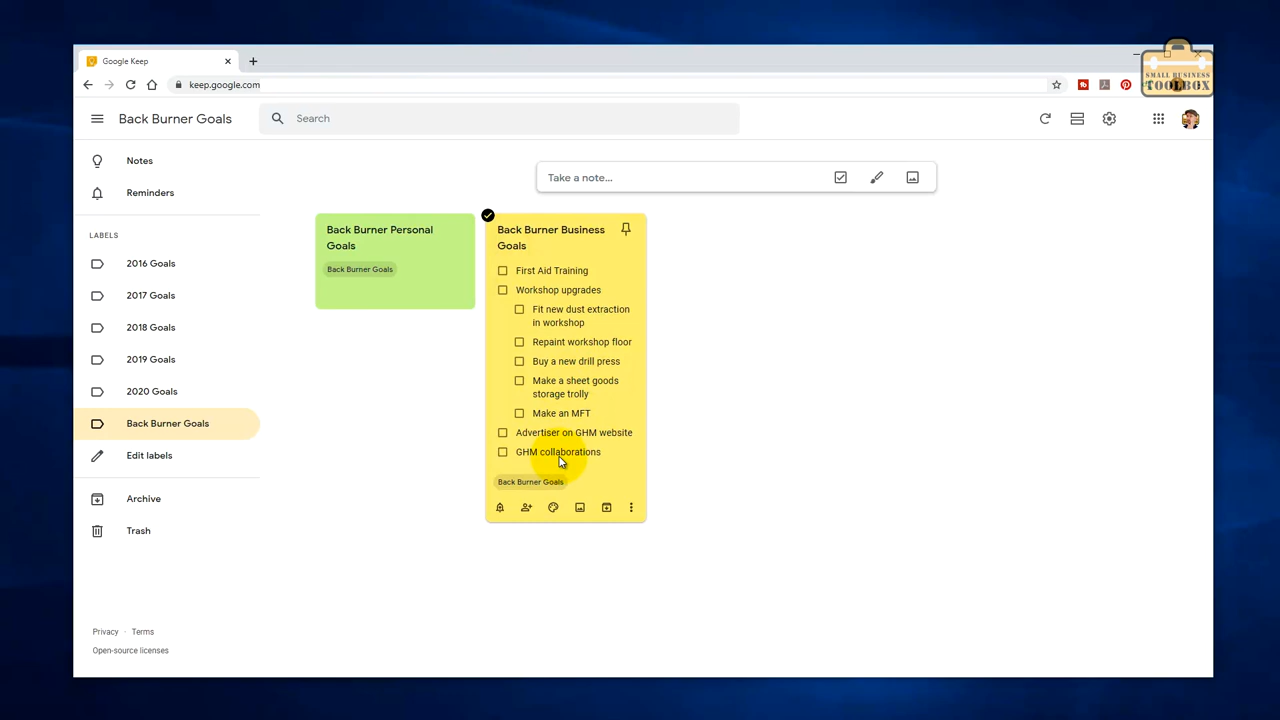 Google Keep
keep.google.com
SMALL BUSINESS
TOOLBOX
Back Burner Goals
Search
Notes
Reminders
LABELS
2016 Goals
2017 Goals
2018 Goals
2019 Goals
2020 Goals
Back Burner Goals
Edit labels
Archive
Trash
Privacy · Terms
Open-source licenses
Take a note...
Back Burner Personal
Goals
Back Burner Goals
Back Burner Business
Goals
First Aid Training
Workshop upgrades
Fit new dust extraction
in workshop
Repaint workshop floor
Buy a new drill press
Make a sheet goods
storage trolly
Make an MFT
Advertiser on GHM website
GHM collaborations
Back Burner Goals